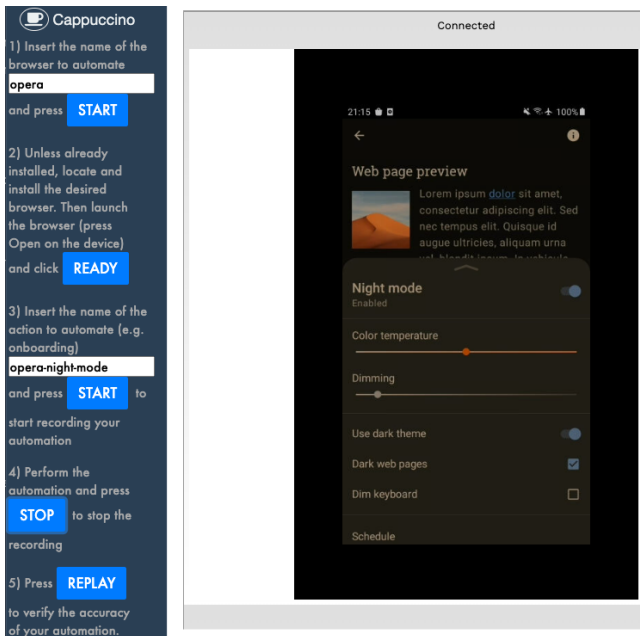 Cappuccino
1) Insert the name of the
browser to automate
opera
and press START
2) Unless already
installed, locate and
install the desired
browser. Then launch
the browser (press
Open on the device)
and click READY
3) Insert the name of the
action to automate (e.g.
onboarding)
opera-night-mode
and press START to
start recording your
automation
4) Perform the
automation and press
STOP to stop the
recording
5) Press REPLAY
to verify the accuracy
of your automation.
Connected
21:15 100%
Web page preview
Lorem ipsum dolor sit amet,
consectetur adipiscing elit. Sed
nec tempus elit. Quisque id
augue ultricies, aliquam urna
Night mode
Enabled
Color temperature
Dimming
Use dark theme
Dark web pages
Dim keyboard
Schedule